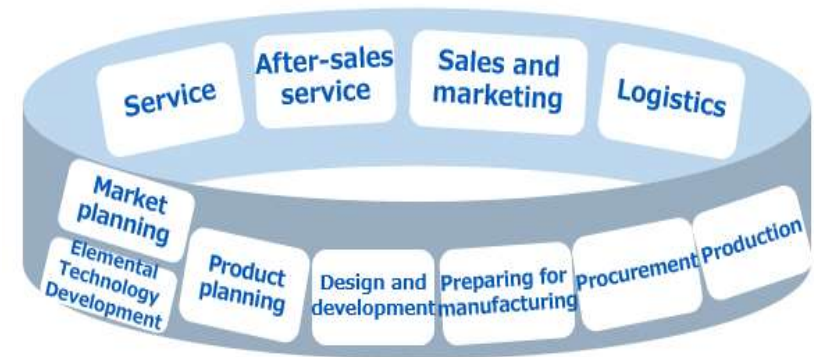 Service
After-sales
service
Sales and
marketing
Logistics
Market
planning
Elemental
Technology
Development
Product
planning
Design and
development
Preparing for
manufacturing
Procurement
Production